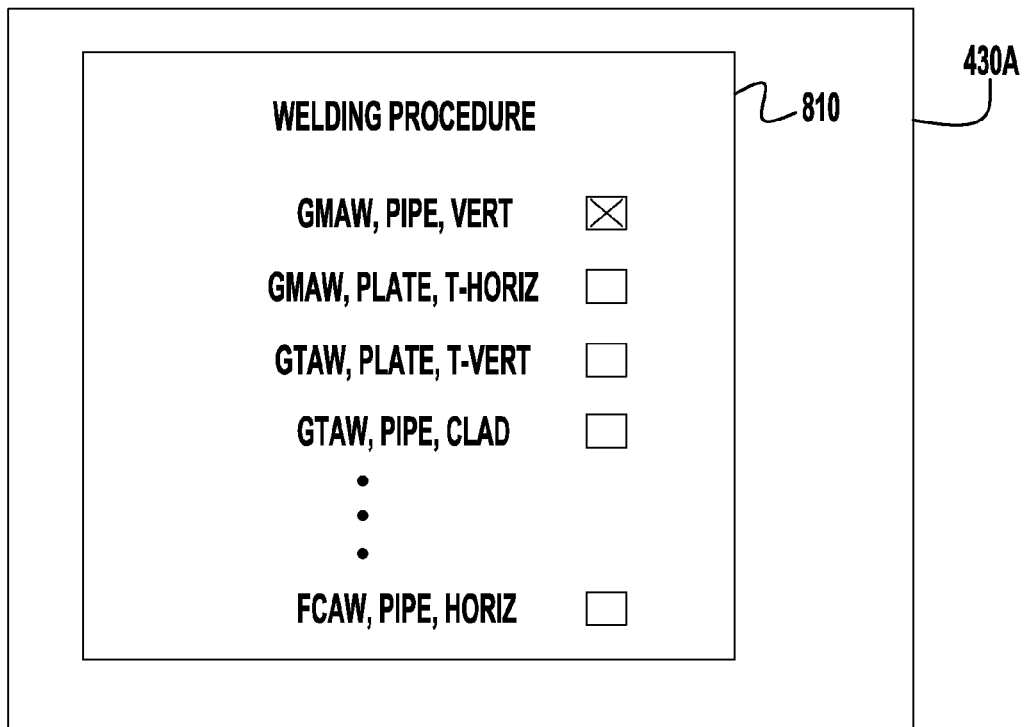 430A
810
WELDING PROCEDURE
GMAW, PIPE, VERT
GMAW, PLATE, T-HORIZ
GTAW, PLATE, T-VERT
GTAW, PIPE, CLAD
FCAW, PIPE, HORIZ